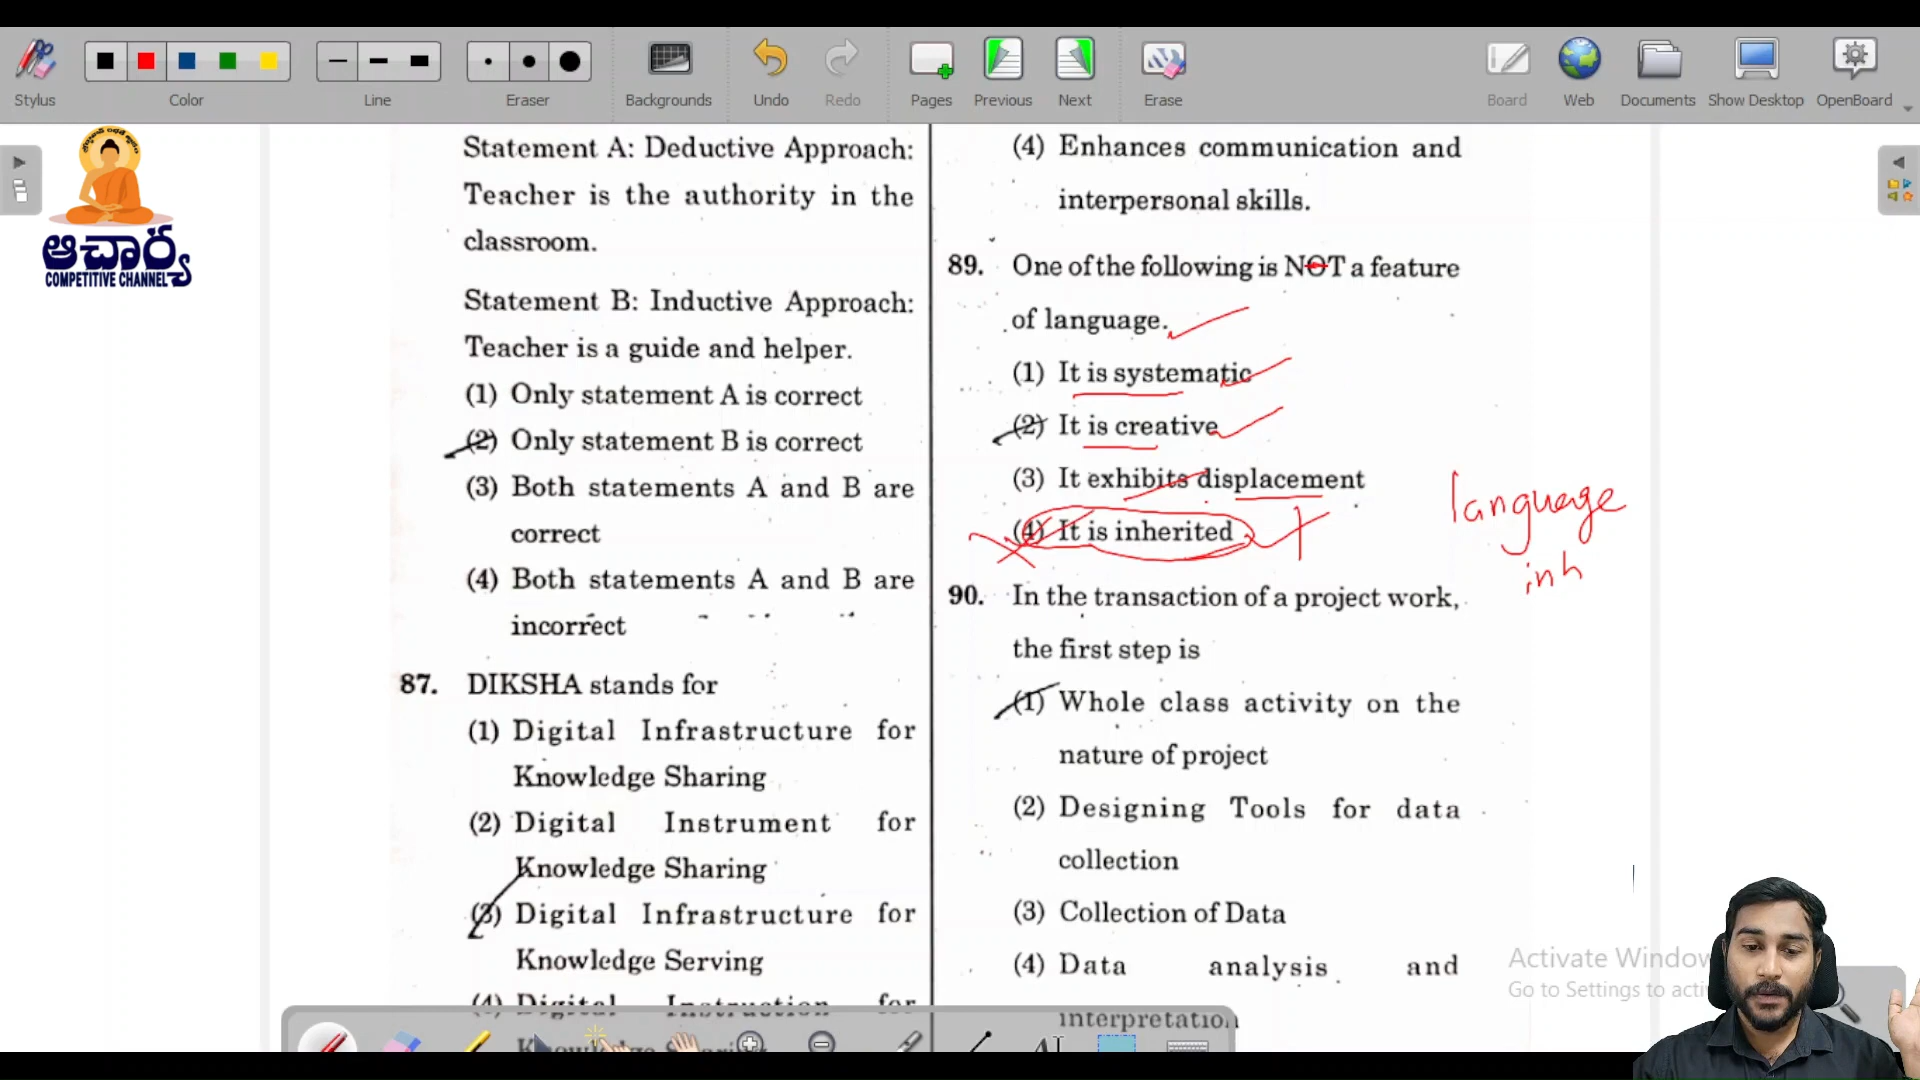 Stylus
Color
Line
Eraser
Backgrounds
Undo
Redo
Pages
Previous
Next
Erase
Board
Web
Documents
Show Desktop
OpenBoard
ఆచార్య
COMPETITIVE CHANNEL
Statement A: Deductive Approach:
Teacher is the authority in the
classroom.
Statement B: Inductive Approach:
Teacher is a guide and helper.
(1) Only statement A is correct
(2) Only statement B is correct
(3) Both statements A and B are
correct
(4) Both statements A and B are
incorrect
87. DIKSHA stands for
(1) Digital Infrastructure for
Knowledge Sharing
(2) Digital Instrument for
Knowledge Sharing
(3) Digital Infrastructure for
Knowledge Serving
(4) Digital Instruction for
(4) Enhances communication and
interpersonal skills.
89. One of the following is NOT a feature
of language.
(1) It is systematic
(2) It is creative
(3) It exhibits displacement
(4) It is inherited
language
inh
90. In the transaction of a project work,
the first step is
(1) Whole class activity on the
nature of project
(2) Designing Tools for data
collection
(3) Collection of Data
(4) Data analysis and
interpretation
Activate Window
Go to Settings to acti